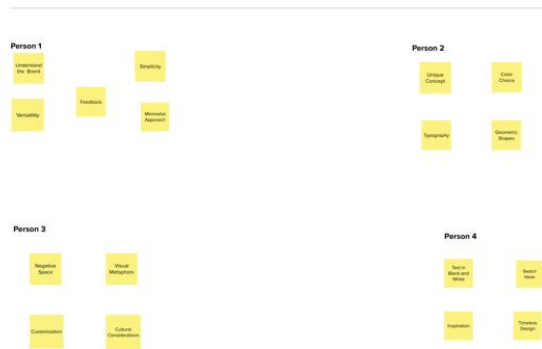 Person 1
Understand
the Brand
Simplicity
Feedback
Versatility
Minimalist
Approach
Person 2
Unique
Concept
Color
Choice
Typography
Geometric
Shapes
Person 3
Negative
Space
Visual
Metaphors
Customization
Cultural
Considerations
Person 4
Test in
Black and
White
Sketch
Ideas
Inspiration
Timeless
Design